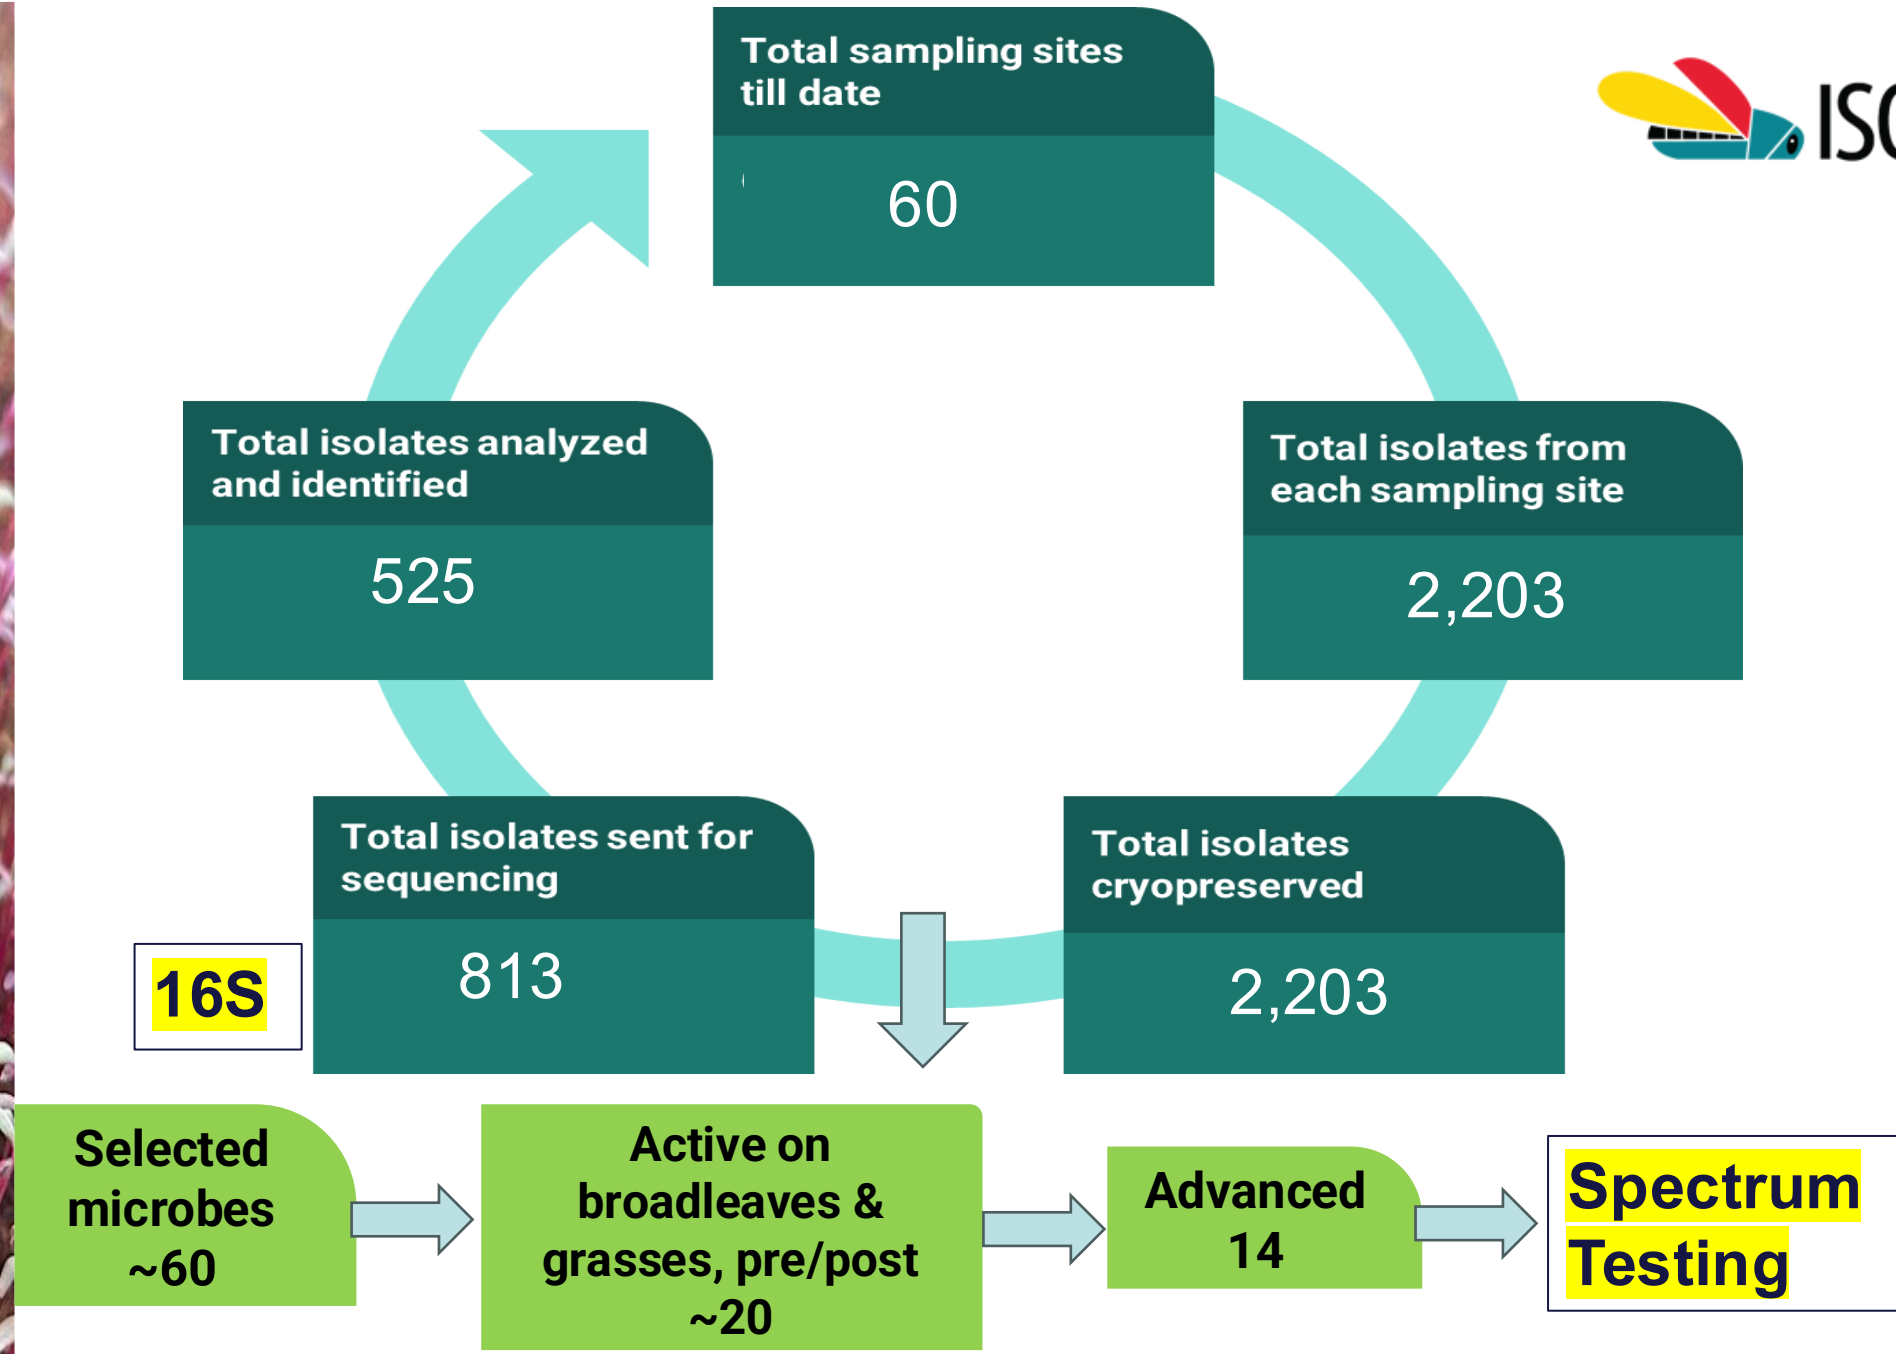 Total sampling sites
till date
60
ISO
Total isolates analyzed
and identified
525
Total isolates from
each sampling site
2,203
Total isolates sent for
sequencing
813
Total isolates
cryopreserved
2,203
16S
Selected
microbes
~60
Active on
broadleaves &
grasses, pre/post
~20
Advanced
14
Spectrum
Testing